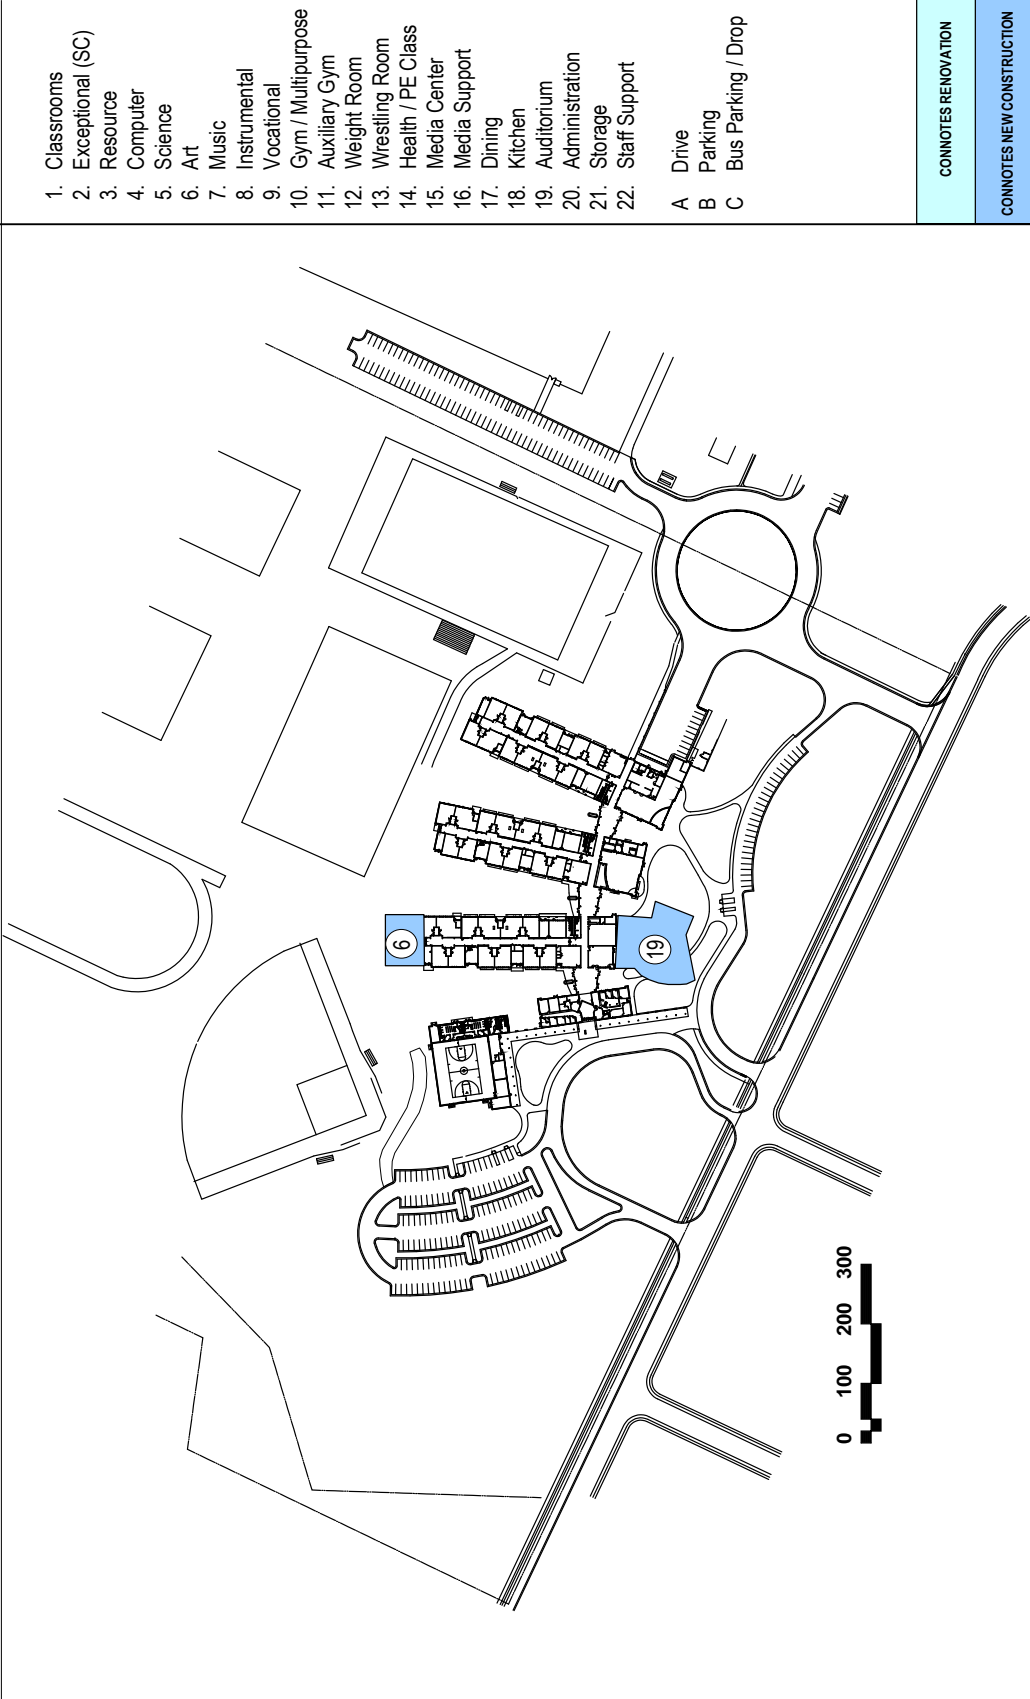 1. Classrooms
2. Exceptional (SC)
3. Resource
4. Computer
5. Science
6. Art
7. Music
8. Instrumental
9. Vocational
10. Gym / Multipurpose
11. Auxiliary Gym
12. Weight Room
13. Wrestling Room
14. Health / PE Class
15. Media Center
16. Media Support
17. Dining
18. Kitchen
19. Auditorium
20. Administration
21. Storage
22. Staff Support
A Drive
B Parking
C Bus Parking / Drop
CONNOTES RENOVATION
CONNOTES NEW CONSTRUCTION
6
19
0 100 200 300